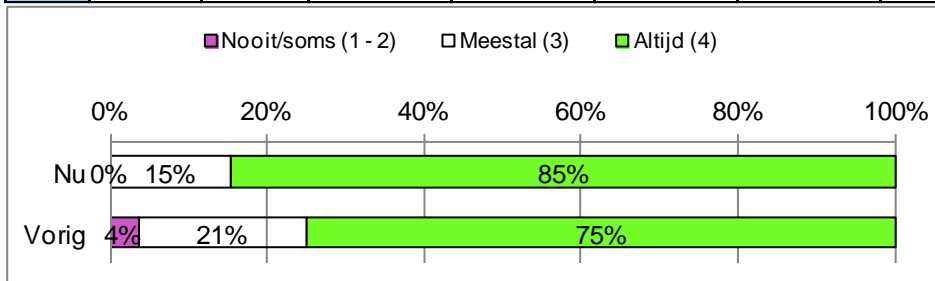 Nooit/soms (1 - 2) Meestal (3) Altijd (4)
0% 20% 40% 60% 80% 100%
Nu 0% 15% 85%
Vorig 4% 21% 75%